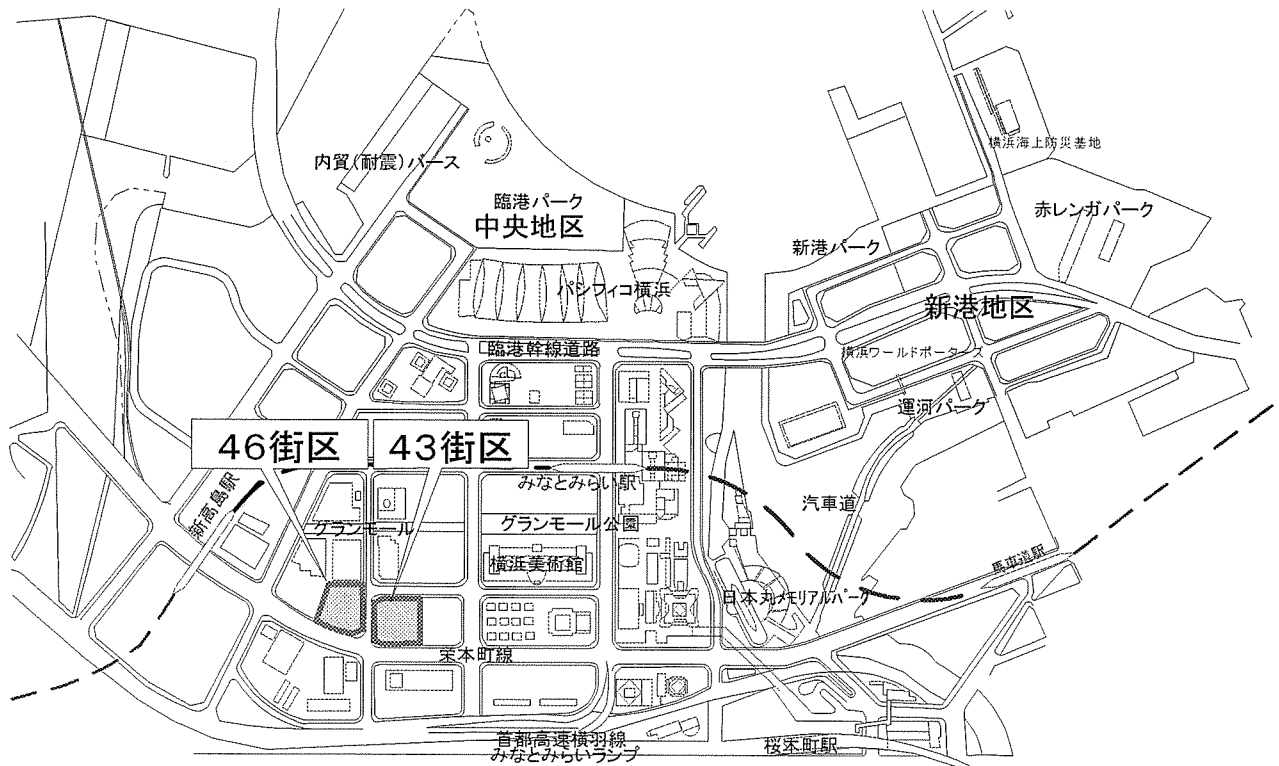 横浜海上防災基地
内貿(耐震)バース
臨港パーク
中央地区
赤レンガパーク
新港パーク
パシフィコ横浜
新港地区
臨港幹線道路
横浜ワールドポーターズ
運河パーク
46街区
43街区
みなとみらい駅
新高島駅
汽車道
グランモール
グランモール公園
横浜美術館
馬車道駅
日本丸メモリアルパーク
栄本町線
首都高速横羽線
みなとみらいランプ
桜木町駅